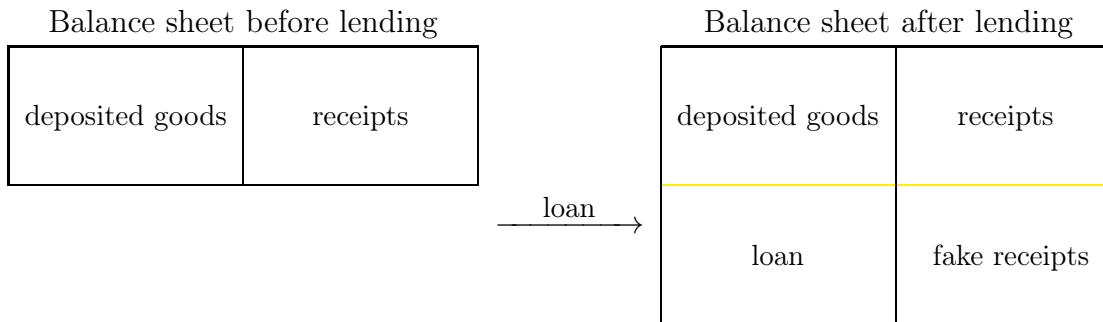 Balance sheet before lending
deposited goods
receipts
loan
Balance sheet after lending
deposited goods
receipts
loan
fake receipts